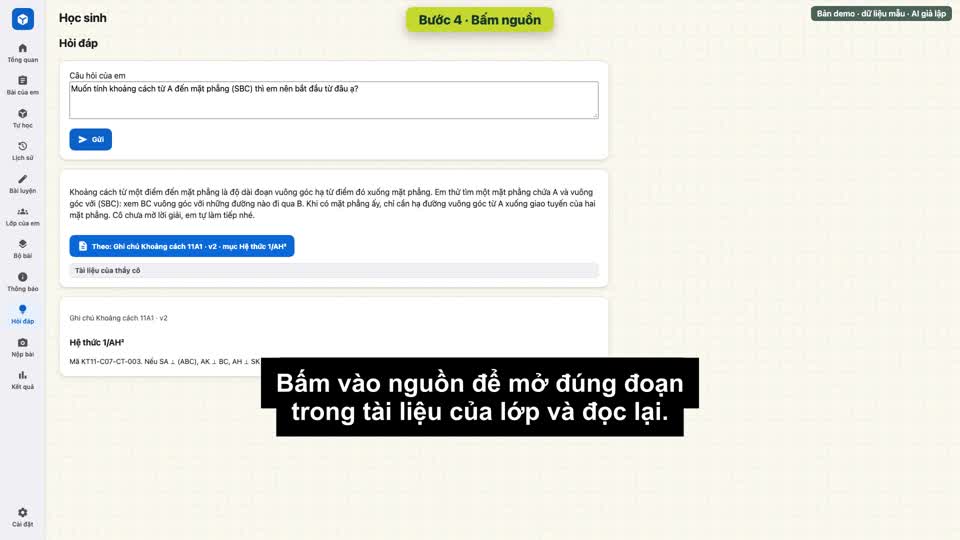 Học sinh
Bước 4 · Bấm nguồn
Bản demo · dữ liệu mẫu · AI giả lập
Tổng quan
Bài của em
Tự học
Lịch sử
Bài luyện
Lớp của em
Bộ bài
Thông báo
Hỏi đáp
Nộp bài
Kết quả
Cài đặt
Hỏi đáp
Câu hỏi của em
Muốn tính khoảng cách từ A đến mặt phẳng (SBC) thì em nên bắt đầu từ đâu ạ?
Gửi
Khoảng cách từ một điểm đến mặt phẳng là độ dài đoạn vuông góc hạ từ điểm đó xuống mặt phẳng. Em thử tìm một mặt phẳng chứa A và vuông
góc với (SBC): xem BC vuông góc với những đường nào đi qua B. Khi có mặt phẳng ấy, chỉ cần hạ đường vuông góc từ A xuống giao tuyến của hai
mặt phẳng. Cô chưa mở lời giải, em tự làm tiếp nhé.
Theo: Ghi chú Khoảng cách 11A1 · v2 · mục Hệ thức 1/AH²
Tài liệu của thầy cô
Ghi chú Khoảng cách 11A1 · v2
Hệ thức 1/AH²
Mã KT11-C07-CT-003. Nếu SA ⊥ (ABC), AK ⊥ BC, AH ⊥ SK
Bấm vào nguồn để mở đúng đoạn
trong tài liệu của lớp và đọc lại.